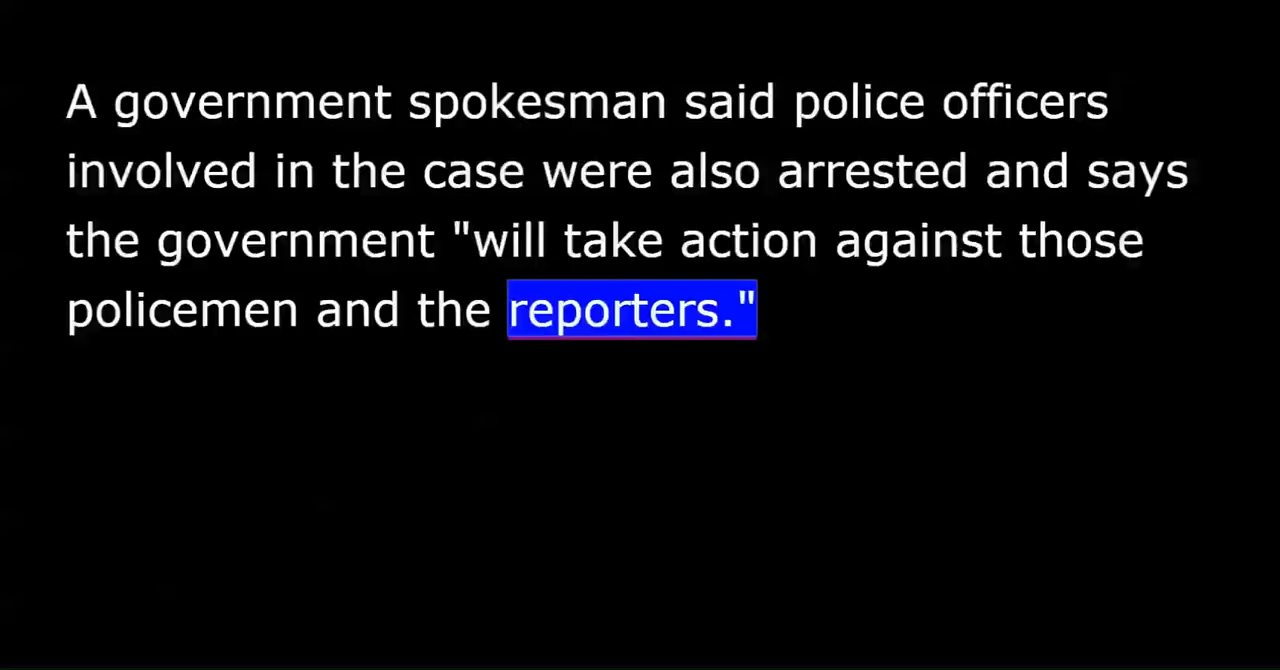 A government spokesman said police officers
involved in the case were also arrested and says
the government "will take action against those
policemen and the reporters."